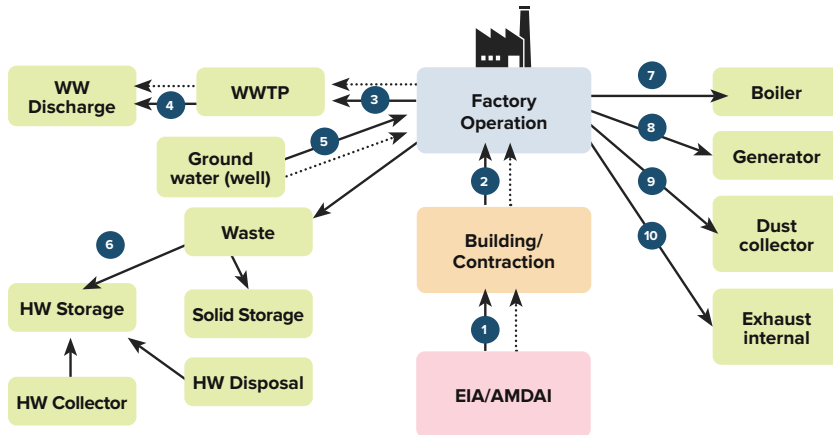 WW
Discharge
4
WWTP
3
Factory
Operation
7
Boiler
8
Generator
5
Ground
water (well)
2
9
Dust
collector
10
6
Waste
Building/
Contraction
HW Storage
Solid Storage
Exhaust
internal
1
HW Collector
HW Disposal
EIA/AMDAI